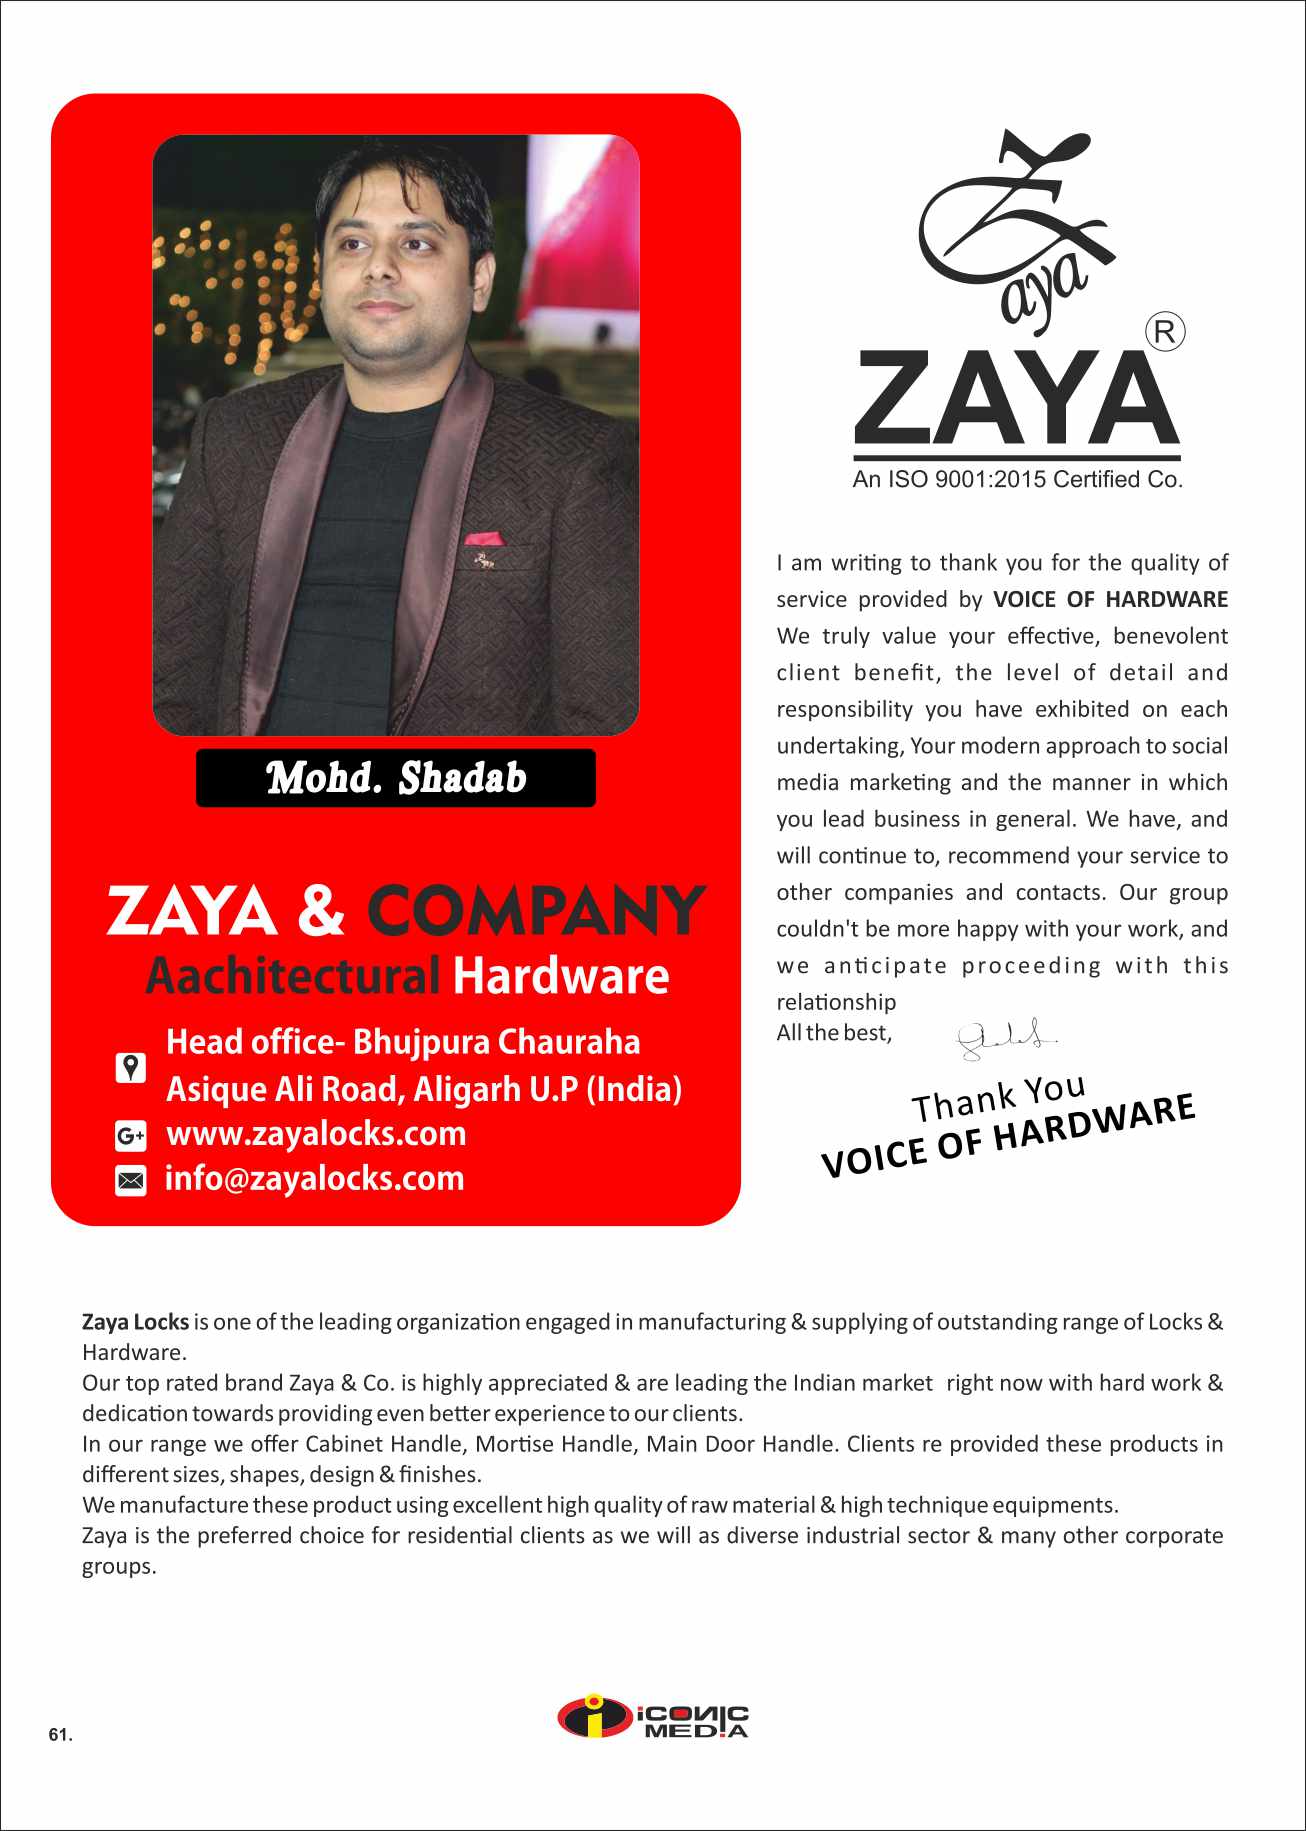 Mohd. Shadab
ZAYA & COMPANY
Aachitectural Hardware
Head office- Bhujpura Chauraha
Asique Ali Road, Aligarh U.P (India)
G+ www.zayalocks.com
info@zayalocks.com
Zaya
ZAYA ®
An ISO 9001:2015 Certified Co.
I am writing to thank you for the quality of
service provided by VOICE OF HARDWARE
We truly value your effective, benevolent
client benefit, the level of detail and
responsibility you have exhibited on each
undertaking, Your modern approach to social
media marketing and the manner in which
you lead business in general. We have, and
will continue to, recommend your service to
other companies and contacts. Our group
couldn't be more happy with your work, and
we anticipate proceeding with this
relationship
All the best,
Thank You
VOICE OF HARDWARE
Zaya Locks is one of the leading organization engaged in manufacturing & supplying of outstanding range of Locks &
Hardware.
Our top rated brand Zaya & Co. is highly appreciated & are leading the Indian market right now with hard work &
dedication towards providing even better experience to our clients.
In our range we offer Cabinet Handle, Mortise Handle, Main Door Handle. Clients re provided these products in
different sizes, shapes, design & finishes.
We manufacture these product using excellent high quality of raw material & high technique equipments.
Zaya is the preferred choice for residential clients as we will as diverse industrial sector & many other corporate
groups.
61.
i ICONIC
MEDIA